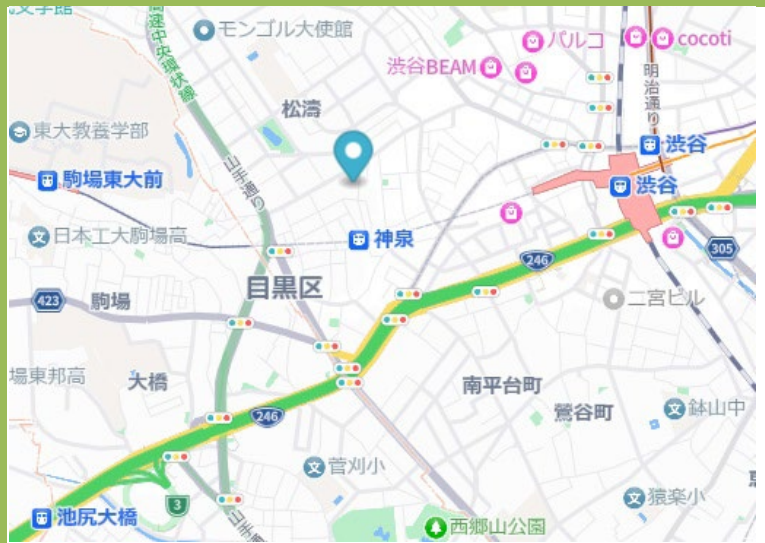 文学館
高速中央環状線
モンゴル大使館
パルコ
cocoti
渋谷BEAM
明治通り
松濤
東大教養学部
山手通り
渋谷
駒場東大前
渋谷
日本工大駒場高
神泉
246
305
目黒区
423
駒場
二宮ビル
場東邦高
大橋
南平台町
鶯谷町
鉢山中
246
菅刈小
猿楽小
3
池尻大橋
山手通り
西郷山公園